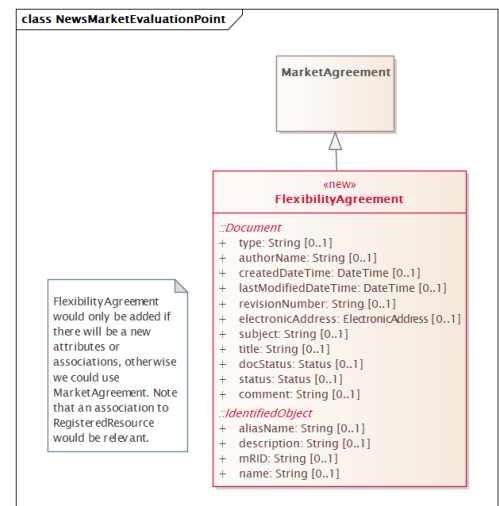 class NewsMarketEvaluationPoint
MarketAgreement
«new»
FlexibilityAgreement
::Document
+ type: String [0..1]
+ authorName: String [0..1]
+ createdDateTime: DateTime [0..1]
+ lastModifiedDateTime: DateTime [0..1]
+ revisionNumber: String [0..1]
+ electronicAddress: ElectronicAddress [0..1]
+ subject: String [0..1]
+ title: String [0..1]
+ docStatus: Status [0..1]
+ status: Status [0..1]
+ comment: String [0..1]
::IdentifiedObject
+ aliasName: String [0..1]
+ description: String [0..1]
+ mRID: String [0..1]
+ name: String [0..1]
FlexibilityAgreement
would only be added if
there will be a new
attributes or
associations, otherwise
we could use
MarketAgreement. Note
that an association to
RegisteredResource
would be relevant.